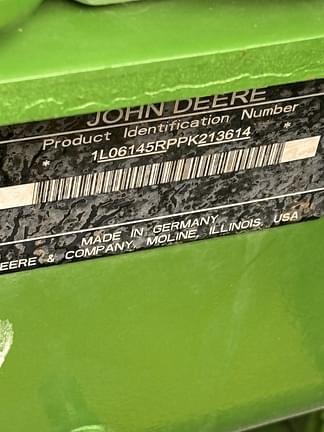 JOHN DEERE
Product Identification Number
* 1L06145RPPK213614 *
MADE IN GERMANY
EERE & COMPANY, MOLINE, ILLINOIS, USA